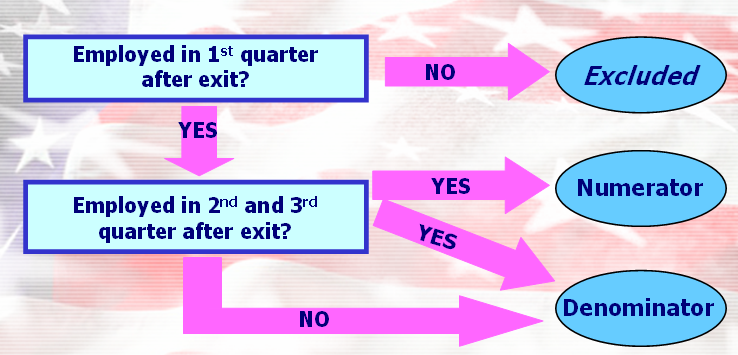 Employed in 1st quarter
after exit?
NO
Excluded
YES
Employed in 2nd and 3rd
quarter after exit?
YES
Numerator
YES
Denominator
NO